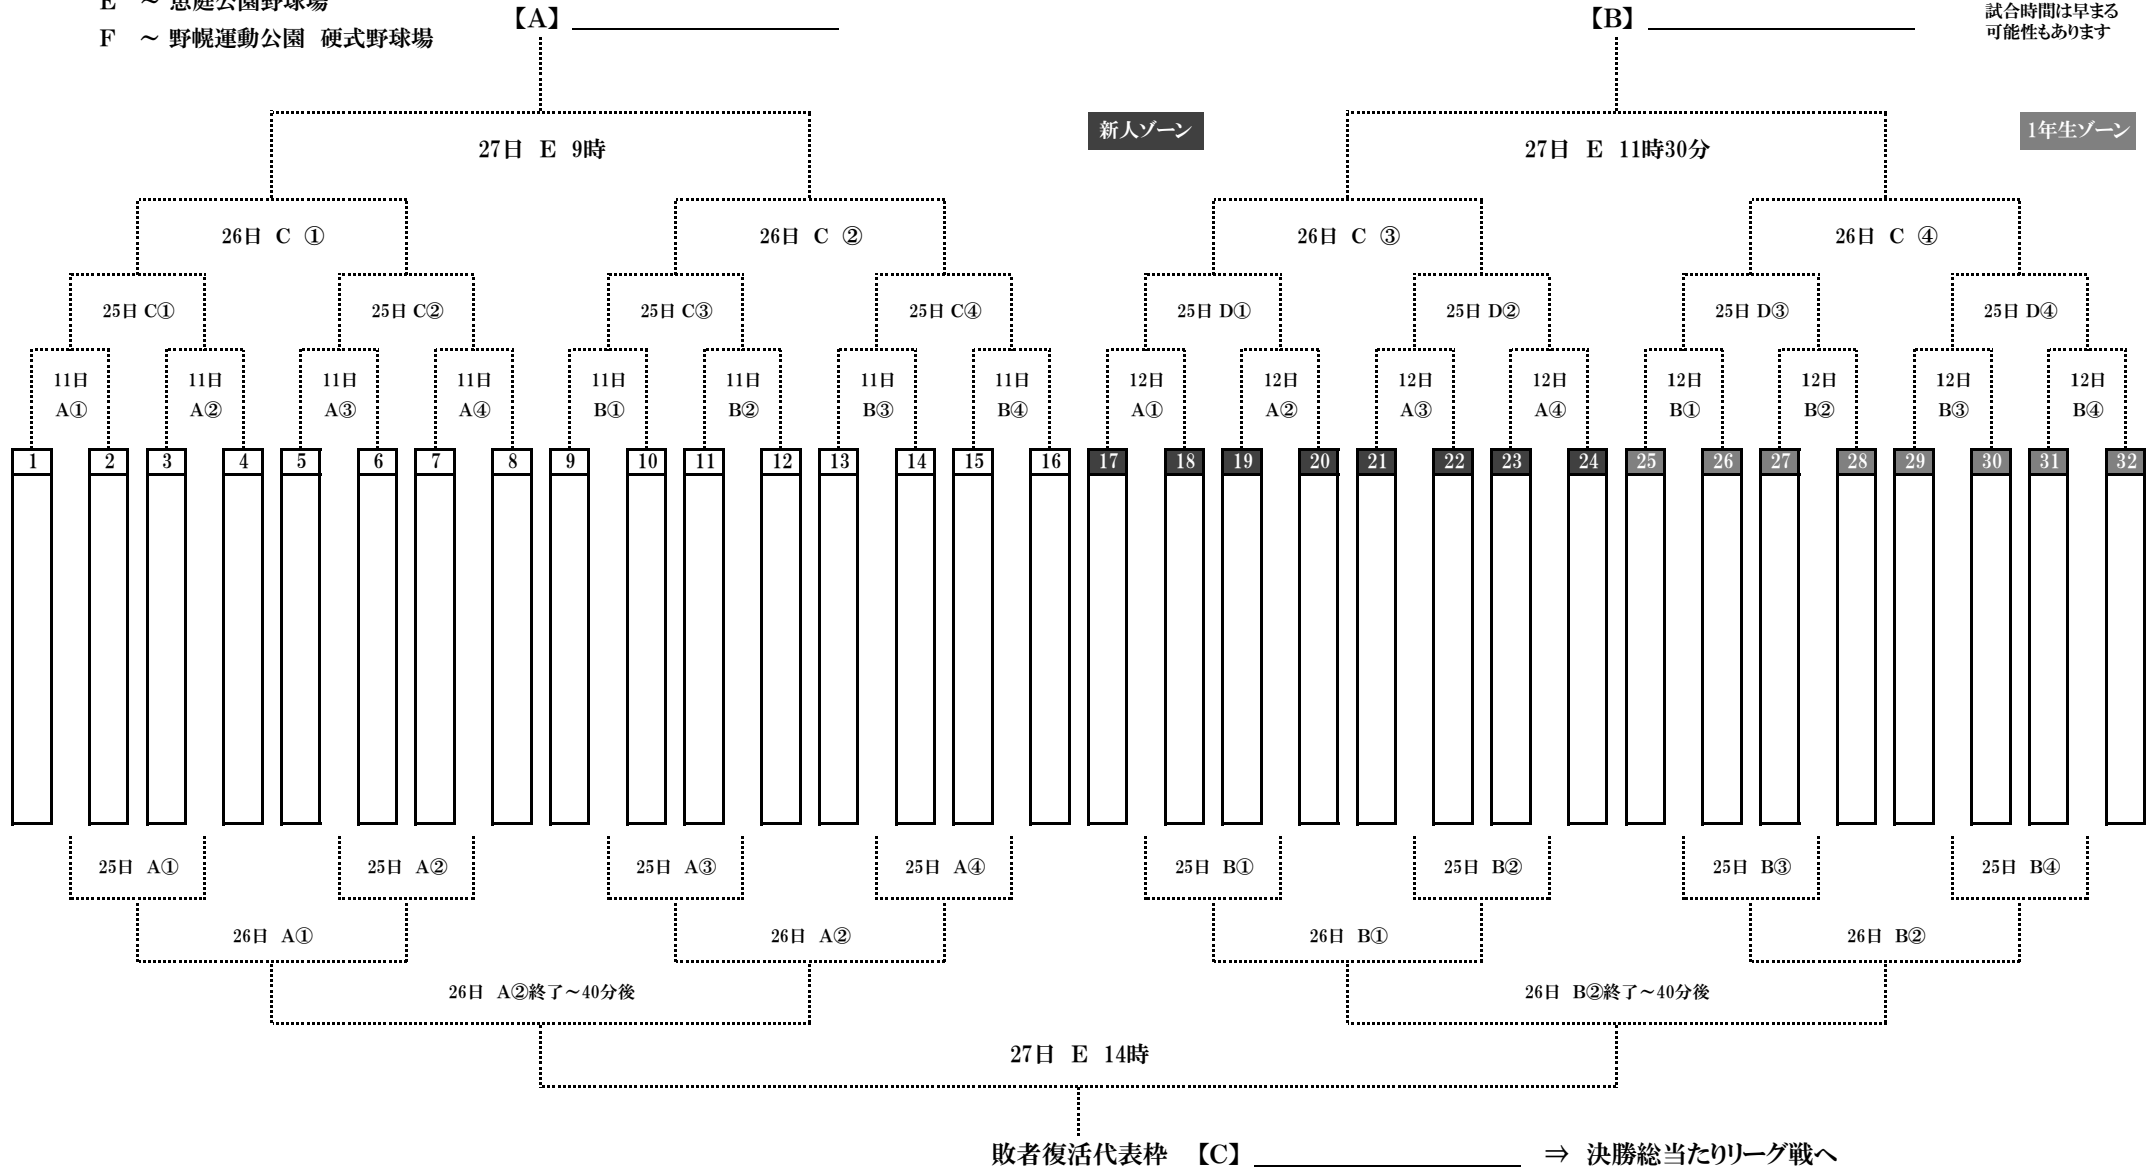 E ～ 恵庭公園野球場
F ～ 野幌運動公園 硬式野球場
【A】
【B】
試合時間は早まる
可能性もあります
新人ゾーン
1年生ゾーン
27日 E 9時
27日 E 11時30分
26日 C ①
26日 C ②
26日 C ③
26日 C ④
25日 C①
25日 C②
25日 C③
25日 C④
25日 D①
25日 D②
25日 D③
25日 D④
11日
A①
11日
A②
11日
A③
11日
A④
11日
B①
11日
B②
11日
B③
11日
B④
12日
A①
12日
A②
12日
A③
12日
A④
12日
B①
12日
B②
12日
B③
12日
B④
1 2 3 4 5 6 7 8 9 10 11 12 13 14 15 16 17 18 19 20 21 22 23 24 25 26 27 28 29 30 31 32
25日 A①
25日 A②
25日 A③
25日 A④
25日 B①
25日 B②
25日 B③
25日 B④
26日 A①
26日 A②
26日 B①
26日 B②
26日 A②終了～40分後
26日 B②終了～40分後
27日 E 14時
敗者復活代表枠 【C】 ⇒ 決勝総当たりリーグ戦へ